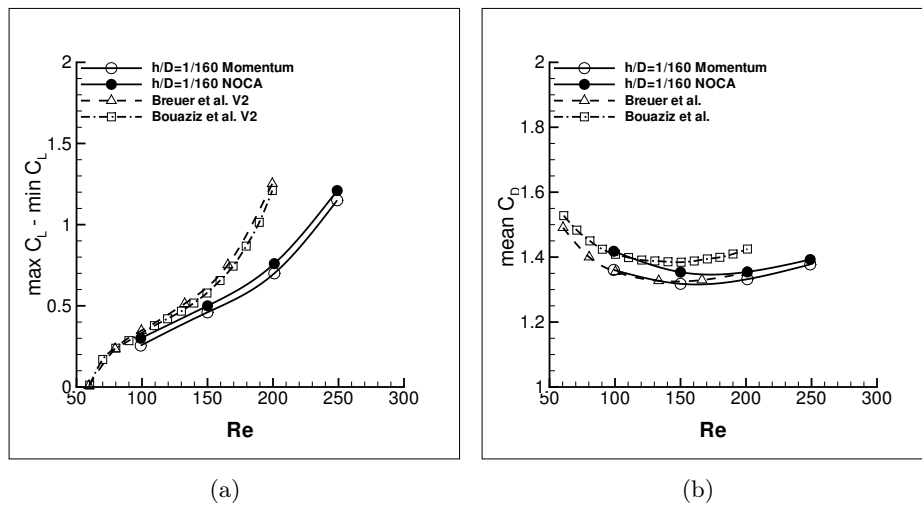 2
1.5
1
0.5
0
max C_L - min C_L
h/D=1/160 Momentum
h/D=1/160 NOCA
Breuer et al. V2
Bouaziz et al. V2
50 100 150 200 250 300
Re
(a)
2
1.8
1.6
1.4
1.2
1
mean C_D
h/D=1/160 Momentum
h/D=1/160 NOCA
Breuer et al.
Bouaziz et al.
50 100 150 200 250 300
Re
(b)